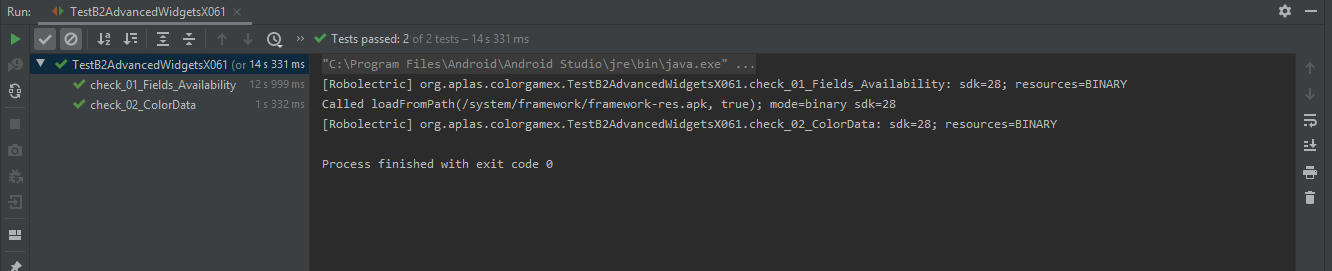 Run: TestB2AdvancedWidgetsX061 ×
» Tests passed: 2 of 2 tests – 14 s 331 ms
TestB2AdvancedWidgetsX061 (or 14 s 331 ms
check_01_Fields_Availability 12 s 999 ms
check_02_ColorData 1 s 332 ms
"C:\Program Files\Android\Android Studio\jre\bin\java.exe" ...
[Robolectric] org.aplas.colorgamex.TestB2AdvancedWidgetsX061.check_01_Fields_Availability: sdk=28; resources=BINARY
Called loadFromPath(/system/framework/framework-res.apk, true); mode=binary sdk=28
[Robolectric] org.aplas.colorgamex.TestB2AdvancedWidgetsX061.check_02_ColorData: sdk=28; resources=BINARY
Process finished with exit code 0